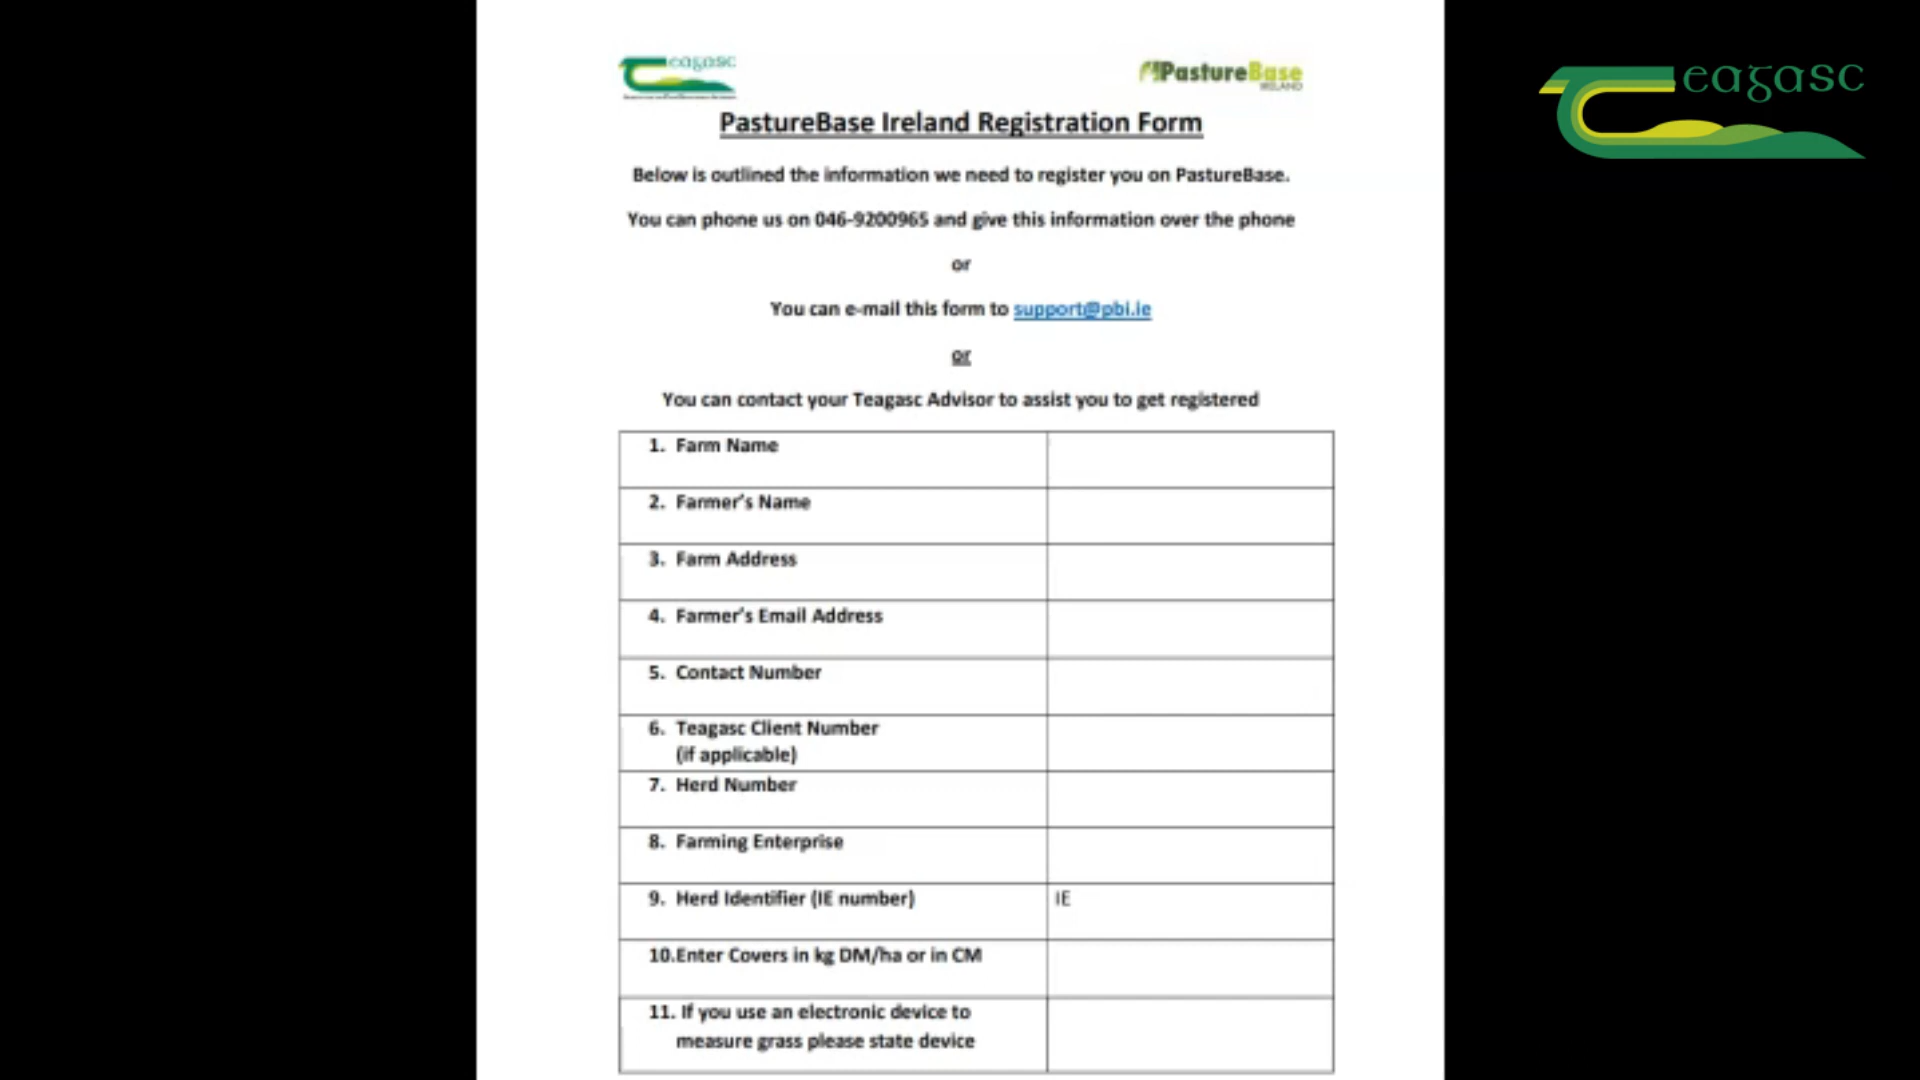 eagasc
PastureBase
IRELAND
eagasc
PastureBase Ireland Registration Form
Below is outlined the information we need to register you on PastureBase.
You can phone us on 046-9200965 and give this information over the phone
or
You can e-mail this form to support@pbi.ie
or
You can contact your Teagasc Advisor to assist you to get registered
1. Farm Name
2. Farmer's Name
3. Farm Address
4. Farmer's Email Address
5. Contact Number
6. Teagasc Client Number
(if applicable)
7. Herd Number
8. Farming Enterprise
9. Herd Identifier (IE number) IE
10.Enter Covers in kg DM/ha or in CM
11. If you use an electronic device to
measure grass please state device